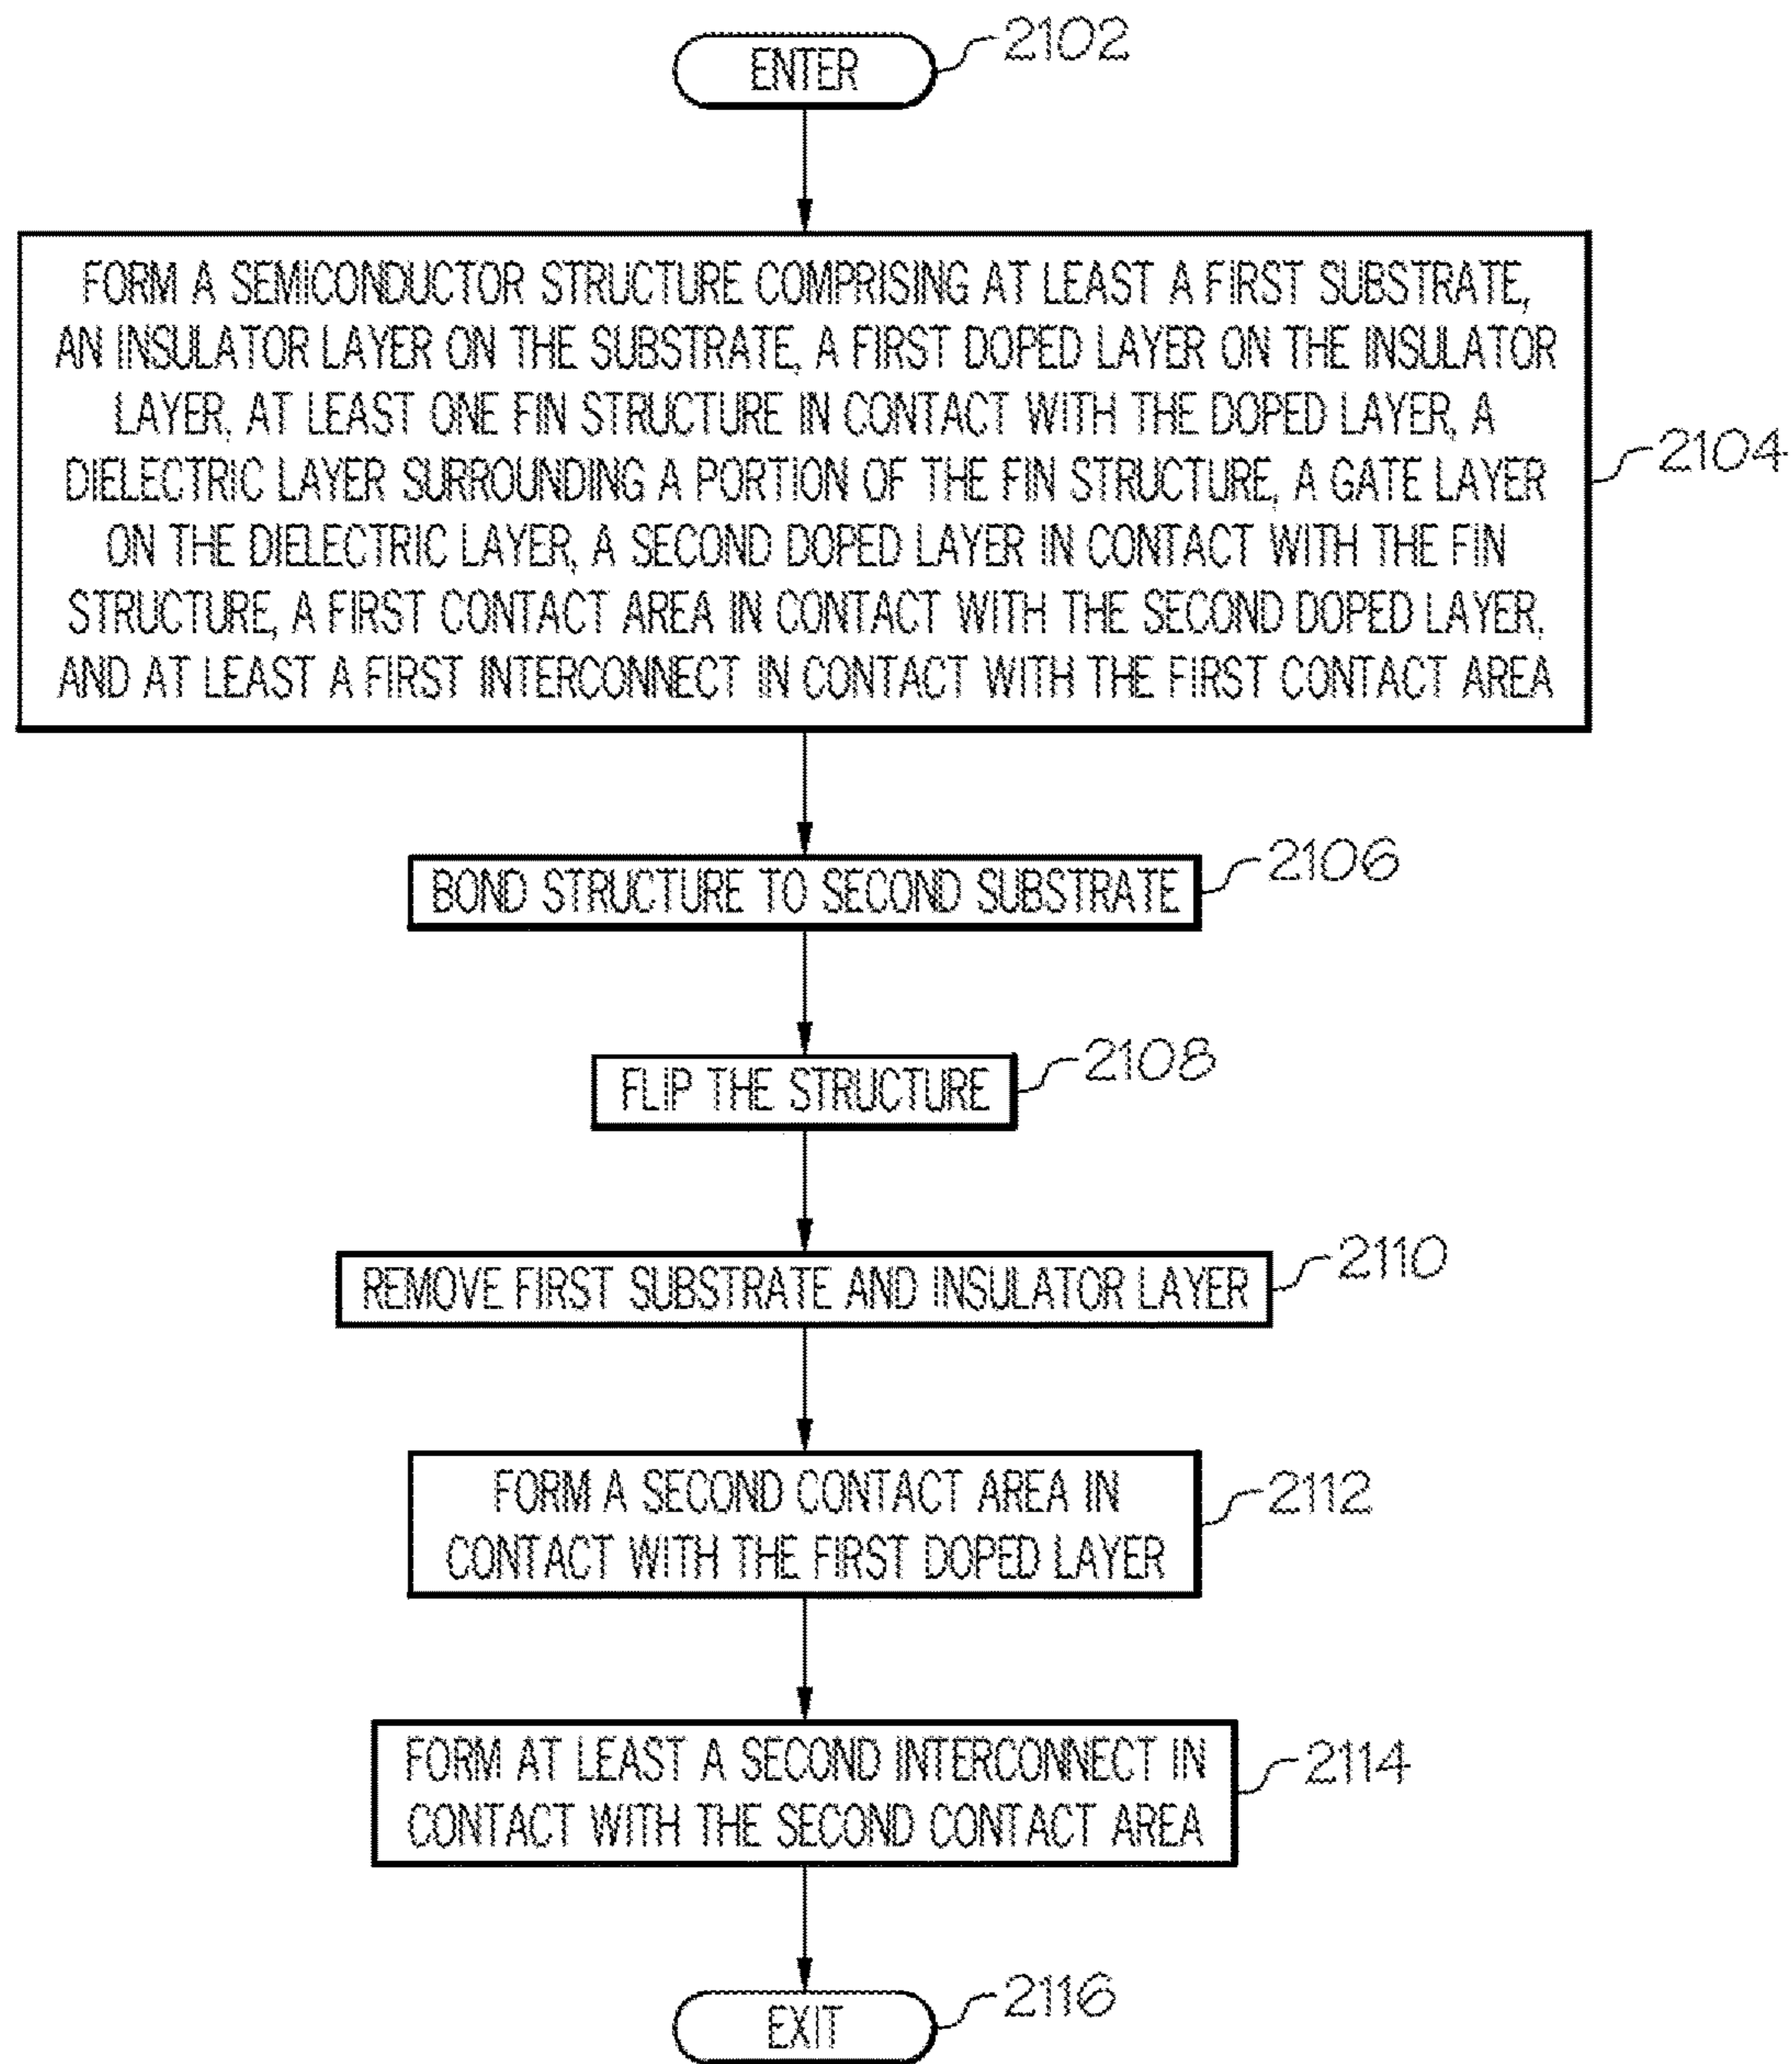 ENTER
2102
FORM A SEMICONDUCTOR STRUCTURE COMPRISING AT LEAST A FIRST SUBSTRATE,
AN INSULATOR LAYER ON THE SUBSTRATE, A FIRST DOPED LAYER ON THE INSULATOR
LAYER, AT LEAST ONE FIN STRUCTURE IN CONTACT WITH THE DOPED LAYER, A
DIELECTRIC LAYER SURROUNDING A PORTION OF THE FIN STRUCTURE, A GATE LAYER
ON THE DIELECTRIC LAYER, A SECOND DOPED LAYER IN CONTACT WITH THE FIN
STRUCTURE, A FIRST CONTACT AREA IN CONTACT WITH THE SECOND DOPED LAYER,
AND AT LEAST A FIRST INTERCONNECT IN CONTACT WITH THE FIRST CONTACT AREA
2104
BOND STRUCTURE TO SECOND SUBSTRATE
2106
FLIP THE STRUCTURE
2108
REMOVE FIRST SUBSTRATE AND INSULATOR LAYER
2110
FORM A SECOND CONTACT AREA IN
CONTACT WITH THE FIRST DOPED LAYER
2112
FORM AT LEAST A SECOND INTERCONNECT IN
CONTACT WITH THE SECOND CONTACT AREA
2114
EXIT
2116